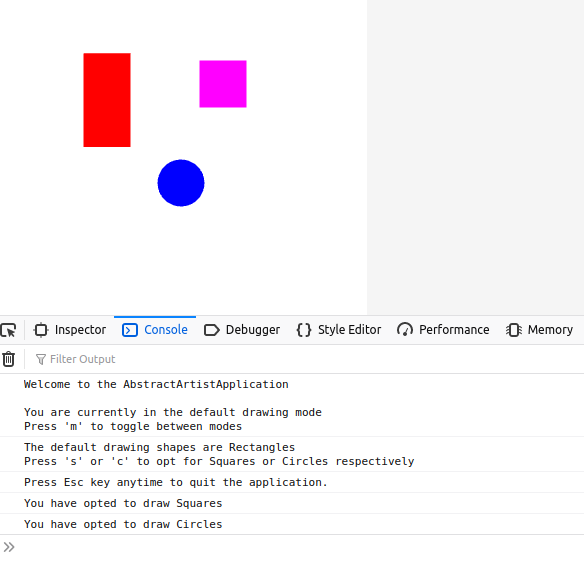 Inspector Console Debugger Style Editor Performance Memory
Filter Output
Welcome to the AbstractArtistApplication
You are currently in the default drawing mode
Press 'm' to toggle between modes
The default drawing shapes are Rectangles
Press 's' or 'c' to opt for Squares or Circles respectively
Press Esc key anytime to quit the application.
You have opted to draw Squares
You have opted to draw Circles